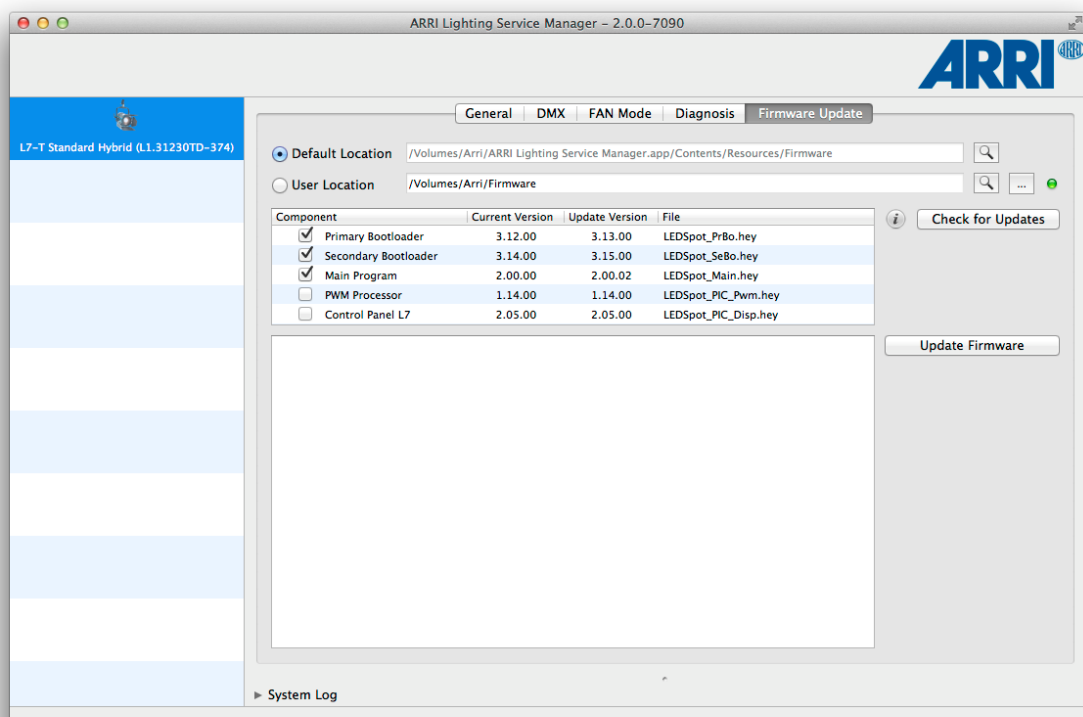 ARRI Lighting Service Manager - 2.0.0-7090
ARRI ARRI
L7-T Standard Hybrid (L1.31230TD-374)
General DMX FAN Mode Diagnosis Firmware Update
Default Location /Volumes/Arri/ARRI Lighting Service Manager.app/Contents/Resources/Firmware
User Location /Volumes/Arri/Firmware ...
Component Current Version Update Version File
i Check for Updates
Primary Bootloader 3.12.00 3.13.00 LEDSpot_PrBo.hey
Secondary Bootloader 3.14.00 3.15.00 LEDSpot_SeBo.hey
Main Program 2.00.00 2.00.02 LEDSpot_Main.hey
PWM Processor 1.14.00 1.14.00 LEDSpot_PIC_Pwm.hey
Control Panel L7 2.05.00 2.05.00 LEDSpot_PIC_Disp.hey
Update Firmware
System Log